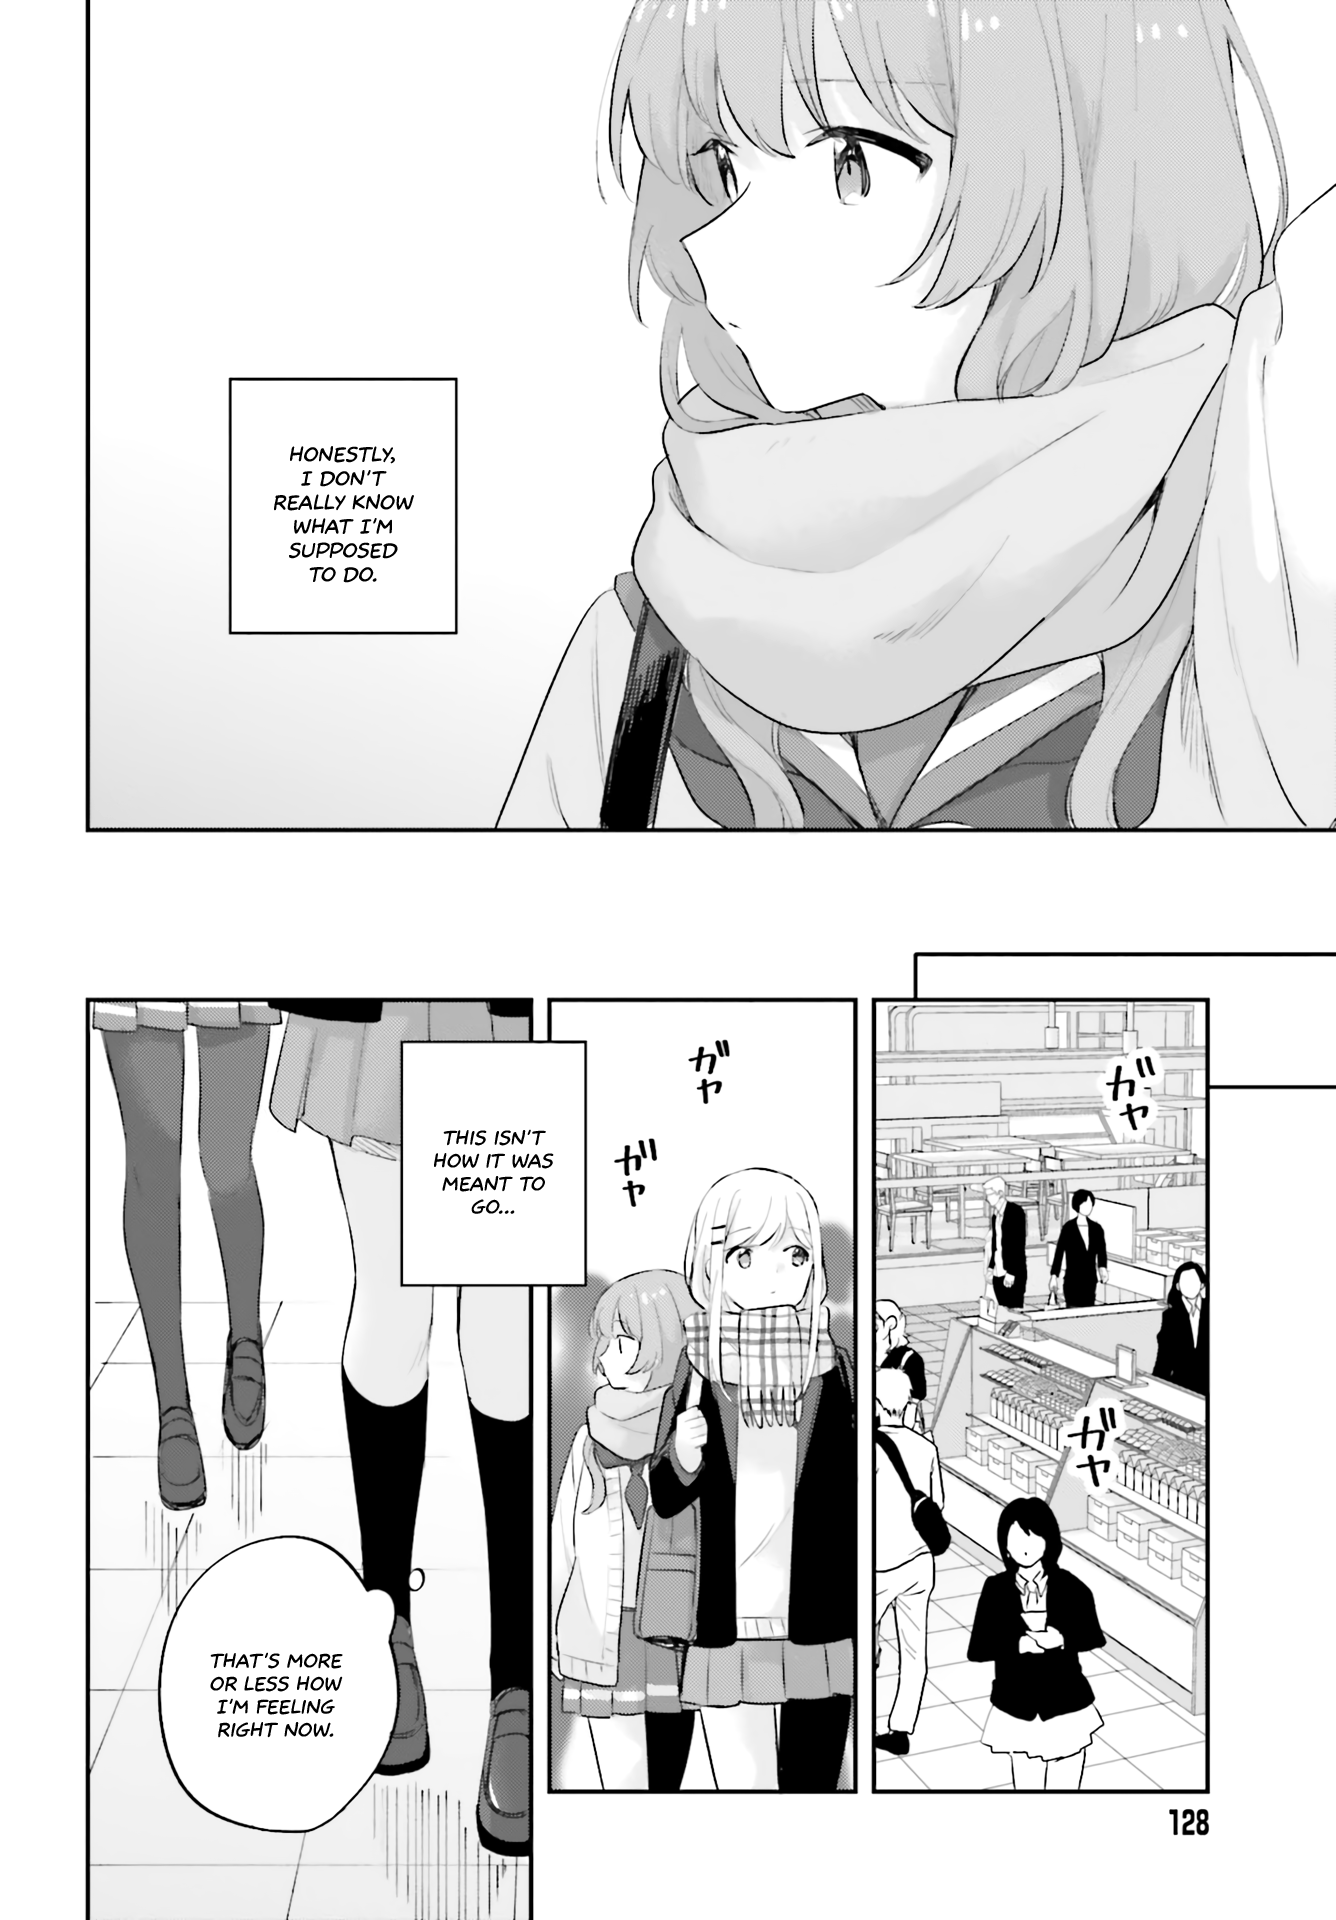 HONESTLY,
I DON'T
REALLY KNOW
WHAT I'M
SUPPOSED
TO DO.
ガヤ
ガヤ
ガヤ
ガヤ
THIS ISN'T
HOW IT WAS
MEANT TO
GO...
THAT'S MORE
OR LESS HOW
I'M FEELING
RIGHT NOW.
128